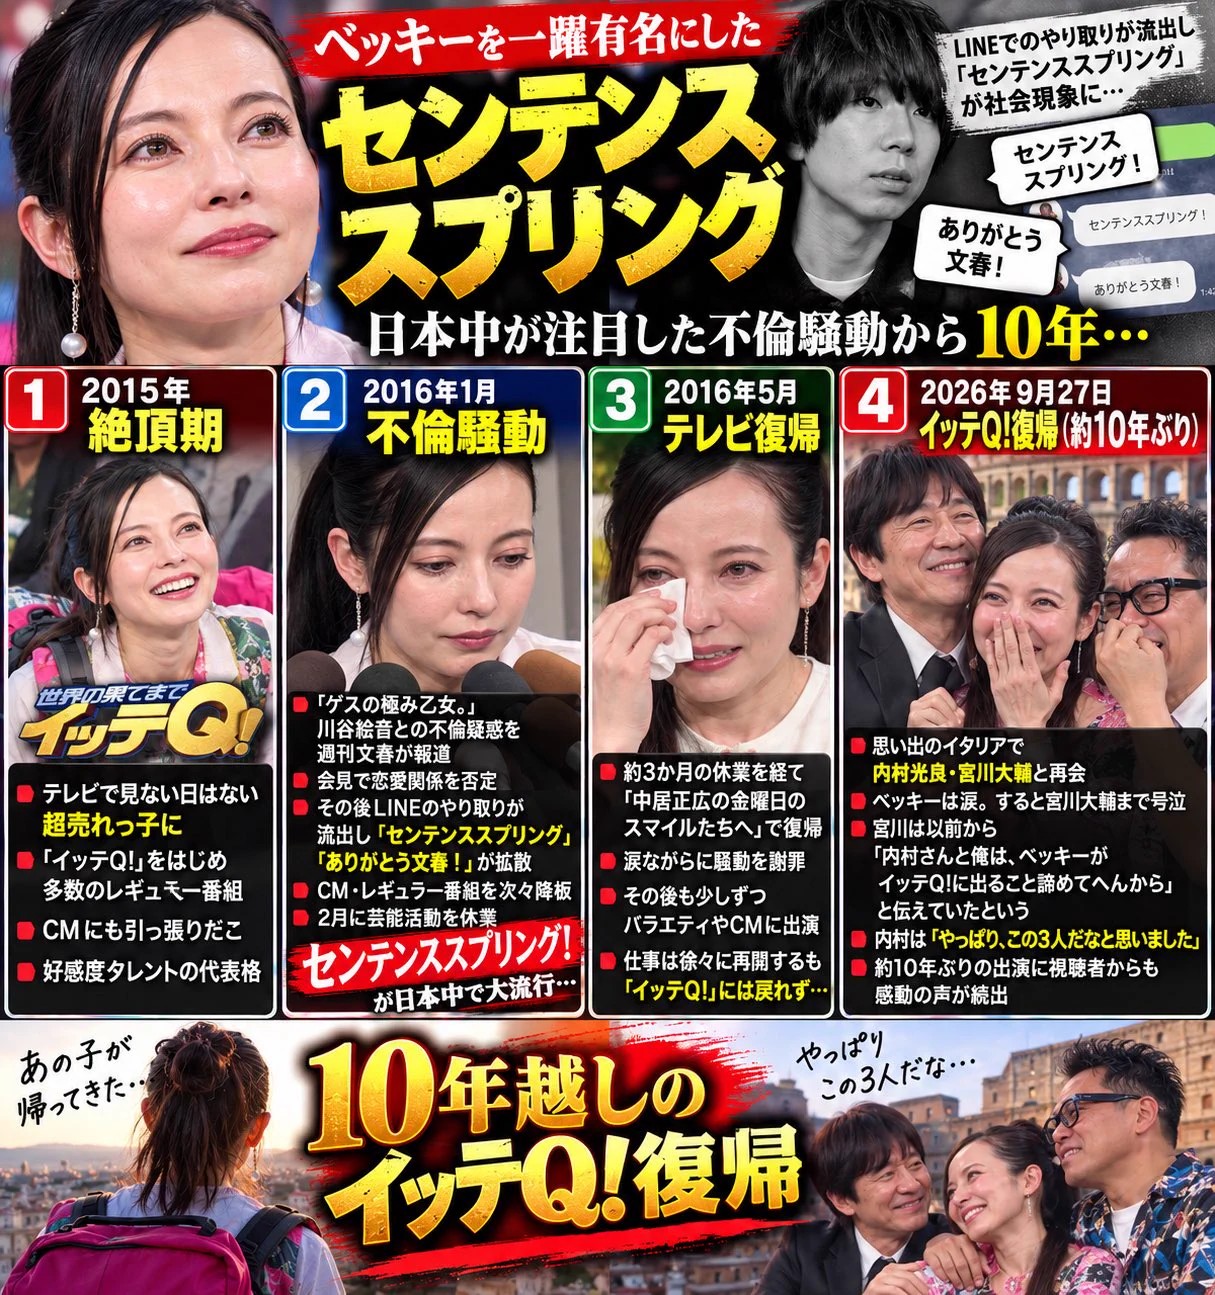 ベッキーを一躍有名にした
センテンス
スプリング
LINEでのやり取りが流出し
「センテンススプリング」
が社会現象に…
センテンス
スプリング！
センテンススプリング！
ありがとう
文春！
ありがとう文春！
1:42
日本中が注目した不倫騒動から10年…
1
2015年
絶頂期
世界の果てまで
イッテQ!
テレビで見ない日はない
超売れっ子に
「イッテQ!」をはじめ
多数のレギュラー番組
CMにも引っ張りだこ
好感度タレントの代表格
2
2016年1月
不倫騒動
「ゲスの極み乙女。」
川谷絵音との不倫疑惑を
週刊文春が報道
会見で恋愛関係を否定
その後LINEのやり取りが
流出し「センテンススプリング」
「ありがとう文春！」が拡散
CM・レギュラー番組を次々降板
2月に芸能活動を休業
センテンススプリング！
が日本中で大流行…
3
2016年5月
テレビ復帰
約3か月の休業を経て
「中居正広の金曜日の
スマイルたちへ」で復帰
涙ながらに騒動を謝罪
その後も少しずつ
バラエティやCMに出演
仕事は徐々に再開するも
「イッテQ!」には戻れず…
4
2026年9月27日
イッテQ!復帰(約10年ぶり)
思い出のイタリアで
内村光良・宮川大輔と再会
ベッキーは涙。すると宮川大輔まで号泣
宮川は以前から
「内村さんと俺は、ベッキーが
イッテQ!に出ること諦めてへんから」
と伝えていたという
内村は「やっぱり、この3人だなと思いました」
約10年ぶりの出演に視聴者からも
感動の声が続出
あの子が
帰ってきた…
10年越しの
イッテQ!復帰
やっぱり
この3人だな…